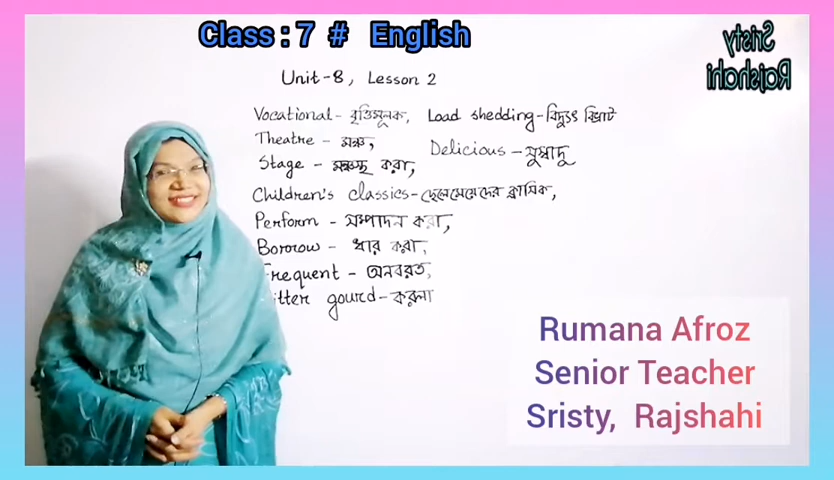 Class : 7 # English
Sristy
Rajshahi
Unit-8, Lesson 2
Vocational - বৃত্তিমূলক, Load shedding - বিদ্যুৎ বিভ্রাট
Theatre - মঞ্চ,
Delicious - সুস্বাদু
Stage - মঞ্চস্থ করা,
Children's classics - ছেলেমেয়েদের ক্লাসিক,
Perform - সম্পাদন করা,
Borrow - ধার করা,
Frequent - অনবরত,
itter gourd - করলা
Rumana Afroz
Senior Teacher
Sristy, Rajshahi